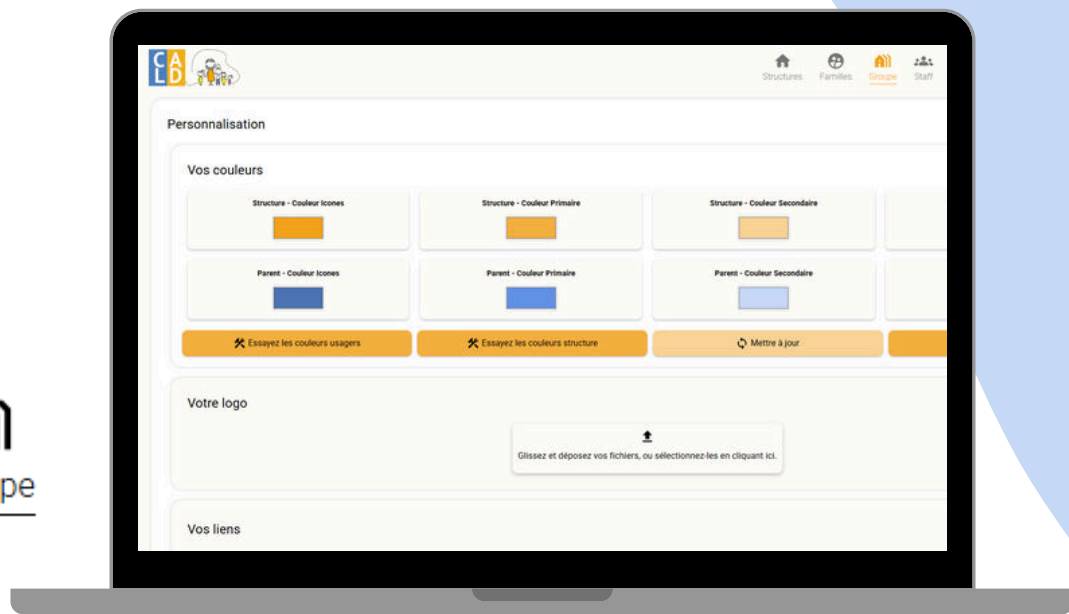 CA
LD
Structures
Familles
Groupe
Staff
Personnalisation
Vos couleurs
Structure - Couleur Icones
Structure - Couleur Primaire
Structure - Couleur Secondaire
Parent - Couleur Icones
Parent - Couleur Primaire
Parent - Couleur Secondaire
Essayez les couleurs usagers
Essayez les couleurs structure
Mettre à jour
Votre logo
Glissez et déposez vos fichiers, ou sélectionnez-les en cliquant ici.
Vos liens
pe